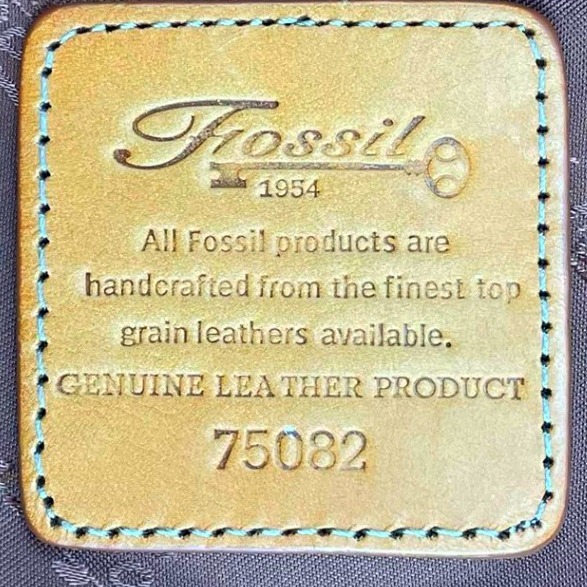 Fossil
1954
All Fossil products are
handcrafted from the finest top
grain leathers available.
GENUINE LEATHER PRODUCT
75082